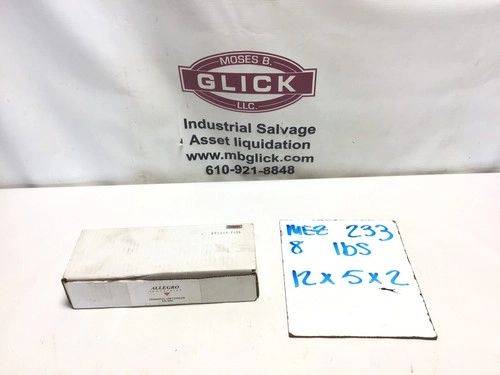 MOSES B.
GLICK
LLC.
Industrial Salvage
Asset liquidation
www.mbglick.com
610-921-8848
ALLEGRO
MEZ 233
8 lbs
12 x 5 x 2